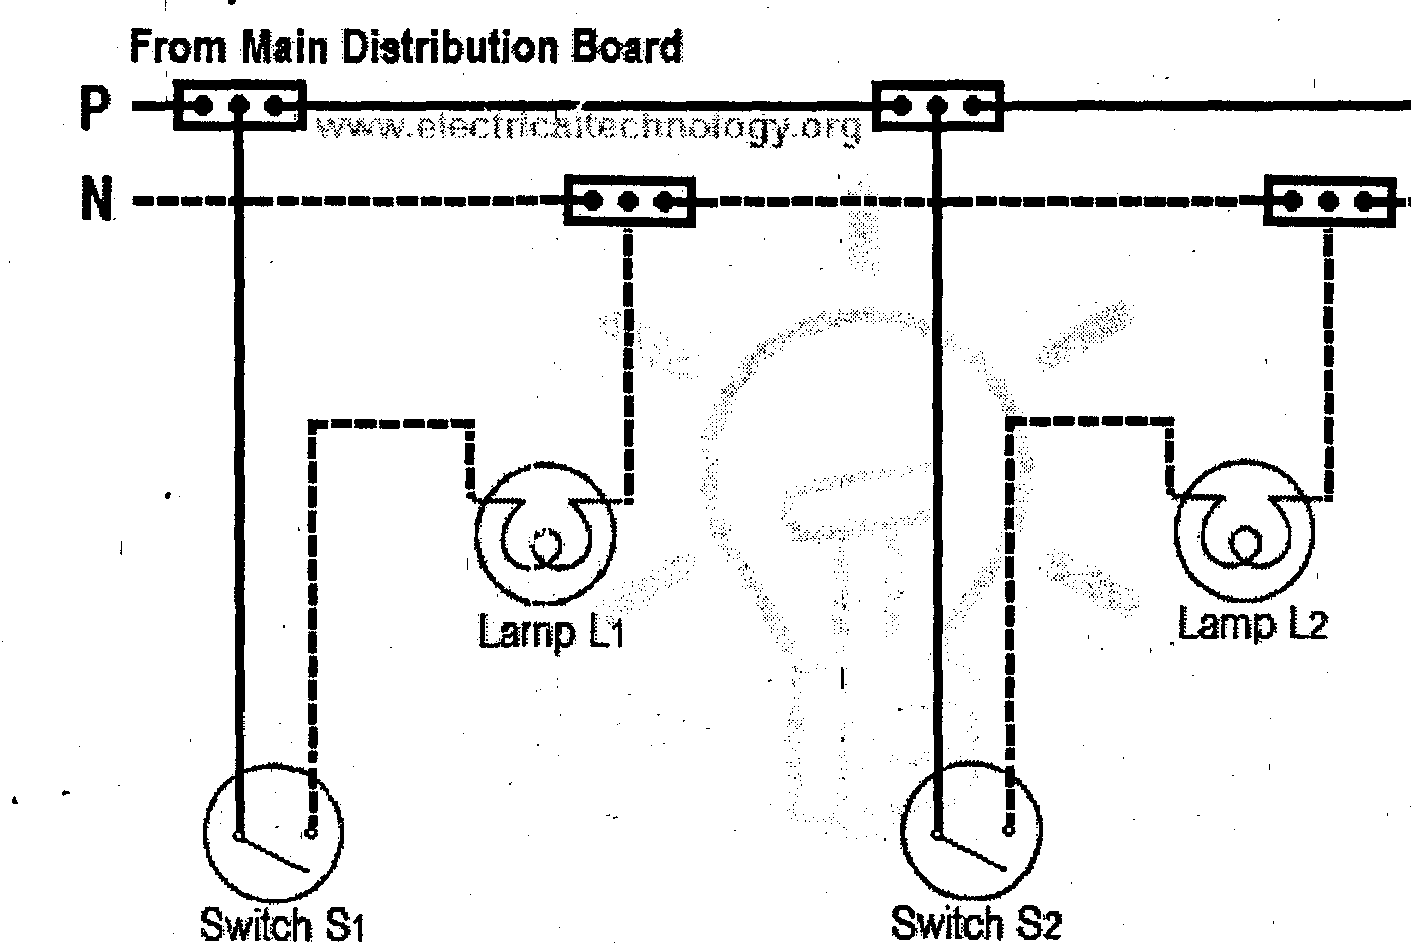 From Main Distribution Board
P
www.electricaltechnology.org
N
Lamp L1
Lamp L2
Switch S1
Switch S2